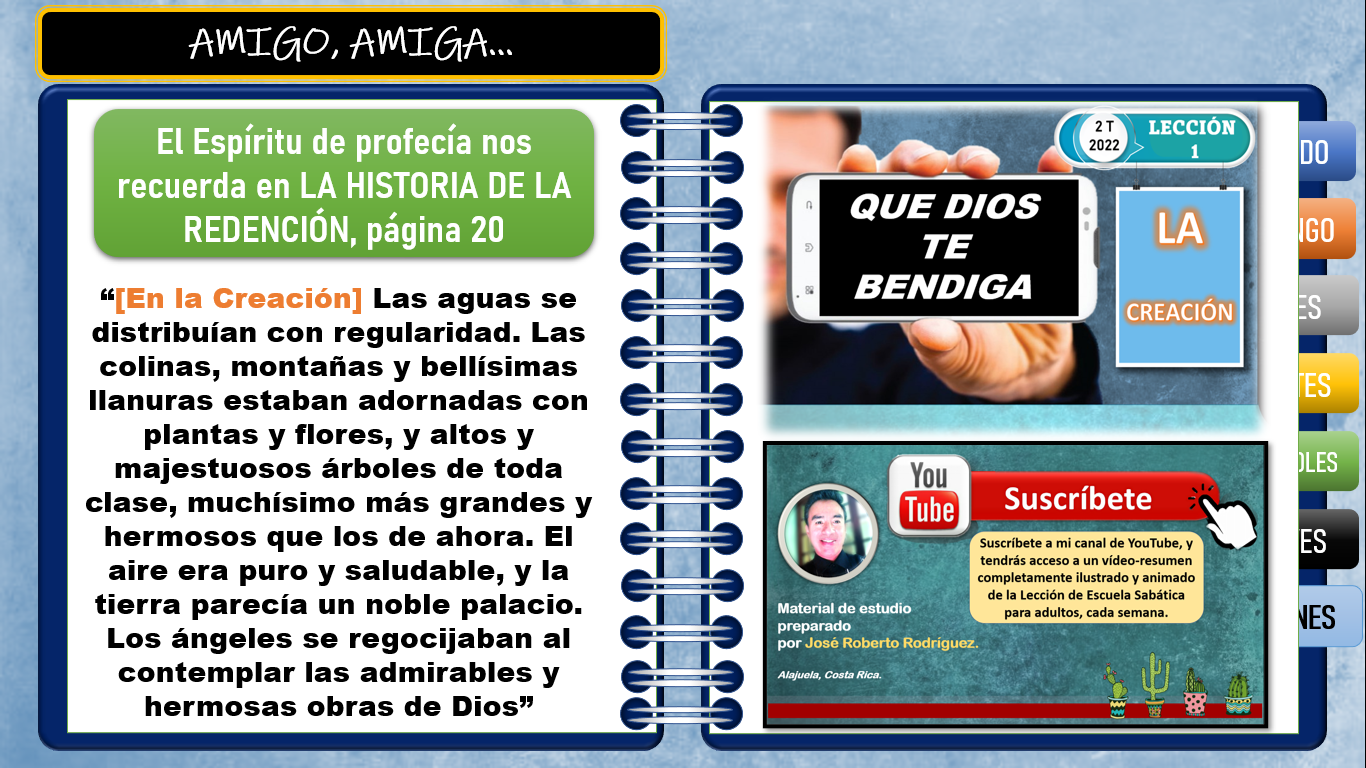 AMIGO, AMIGA...
El Espíritu de profecía nos
recuerda en LA HISTORIA DE LA
REDENCIÓN, página 20
“[En la Creación] Las aguas se
distribuían con regularidad. Las
colinas, montañas y bellísimas
llanuras estaban adornadas con
plantas y flores, y altos y
majestuosos árboles de toda
clase, muchísimo más grandes y
hermosos que los de ahora. El
aire era puro y saludable, y la
tierra parecía un noble palacio.
Los ángeles se regocijaban al
contemplar las admirables y
hermosas obras de Dios”
2 T
2022
LECCIÓN
1
QUE DIOS
TE
BENDIGA
LA
CREACIÓN
You
Tube
Suscríbete
Suscríbete a mi canal de YouTube, y
tendrás acceso a un vídeo-resumen
completamente ilustrado y animado
de la Lección de Escuela Sabática
para adultos, cada semana.
Material de estudio
preparado
por José Roberto Rodríguez.
Alajuela, Costa Rica.
DO
NGO
ES
TES
OLES
ES
NES